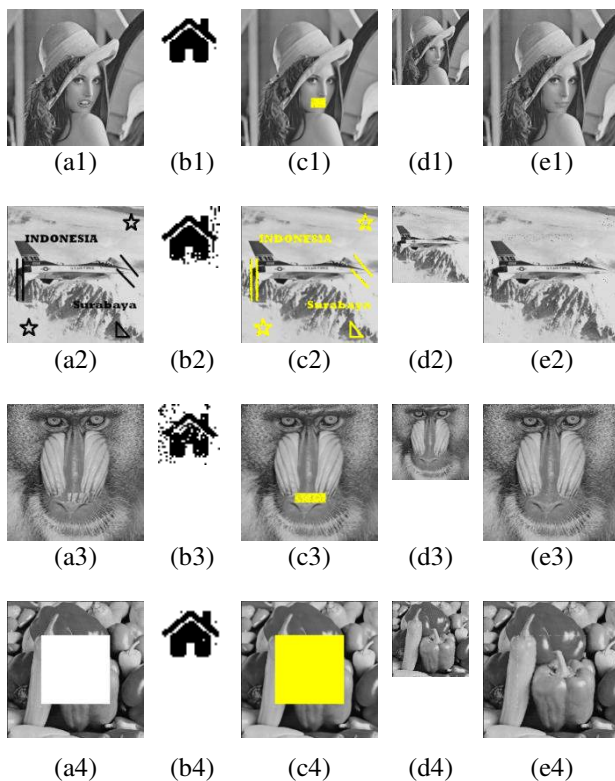 (a1) (b1) (c1) (d1) (e1)
INDONESIA INDONESIA
Surabaya Surabaya
(a2) (b2) (c2) (d2) (e2)
(a3) (b3) (c3) (d3) (e3)
(a4) (b4) (c4) (d4) (e4)